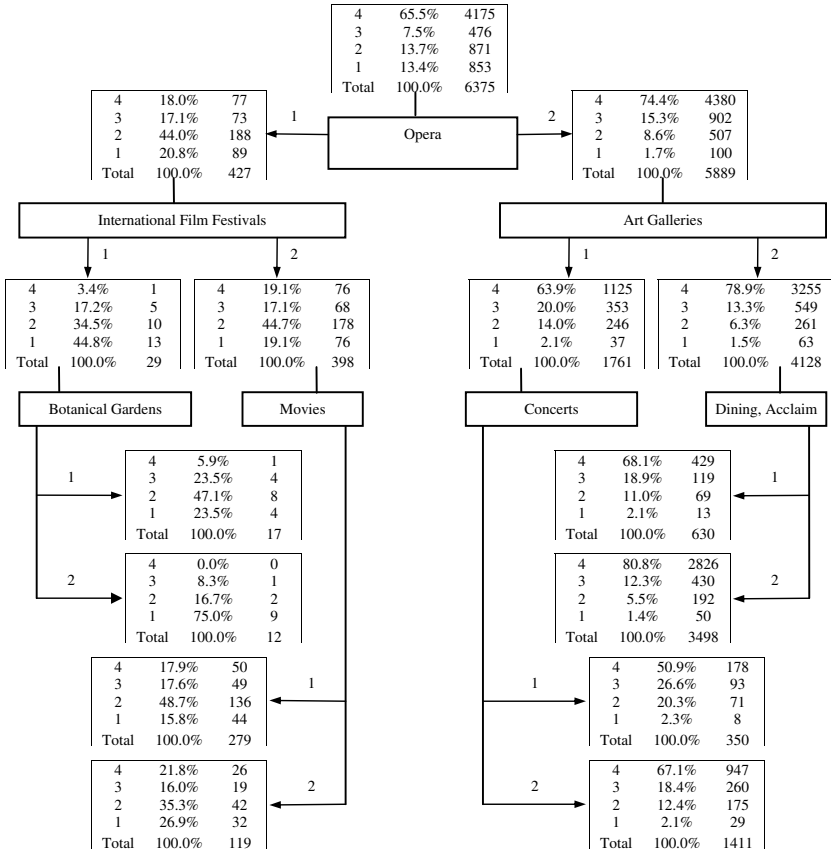 4 65.5% 4175
3 7.5% 476
2 13.7% 871
1 13.4% 853
Total 100.0% 6375
4 18.0% 77
3 17.1% 73
2 44.0% 188
1 20.8% 89
Total 100.0% 427
1
Opera
2
4 74.4% 4380
3 15.3% 902
2 8.6% 507
1 1.7% 100
Total 100.0% 5889
International Film Festivals
Art Galleries
1
2
1
2
4 3.4% 1
3 17.2% 5
2 34.5% 10
1 44.8% 13
Total 100.0% 29
4 19.1% 76
3 17.1% 68
2 44.7% 178
1 19.1% 76
Total 100.0% 398
4 63.9% 1125
3 20.0% 353
2 14.0% 246
1 2.1% 37
Total 100.0% 1761
4 78.9% 3255
3 13.3% 549
2 6.3% 261
1 1.5% 63
Total 100.0% 4128
Botanical Gardens
Movies
Concerts
Dining, Acclaim
1
4 5.9% 1
3 23.5% 4
2 47.1% 8
1 23.5% 4
Total 100.0% 17
4 68.1% 429
3 18.9% 119
2 11.0% 69
1 2.1% 13
Total 100.0% 630
1
2
4 0.0% 0
3 8.3% 1
2 16.7% 2
1 75.0% 9
Total 100.0% 12
4 80.8% 2826
3 12.3% 430
2 5.5% 192
1 1.4% 50
Total 100.0% 3498
2
4 17.9% 50
3 17.6% 49
2 48.7% 136
1 15.8% 44
Total 100.0% 279
1
1
4 50.9% 178
3 26.6% 93
2 20.3% 71
1 2.3% 8
Total 100.0% 350
4 21.8% 26
3 16.0% 19
2 35.3% 42
1 26.9% 32
Total 100.0% 119
2
2
4 67.1% 947
3 18.4% 260
2 12.4% 175
1 2.1% 29
Total 100.0% 1411